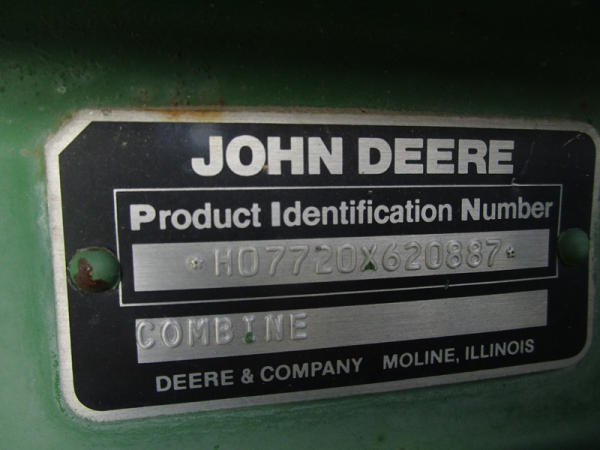 JOHN DEERE
Product Identification Number
*H07720X620887*
COMBINE
DEERE & COMPANY MOLINE, ILLINOIS